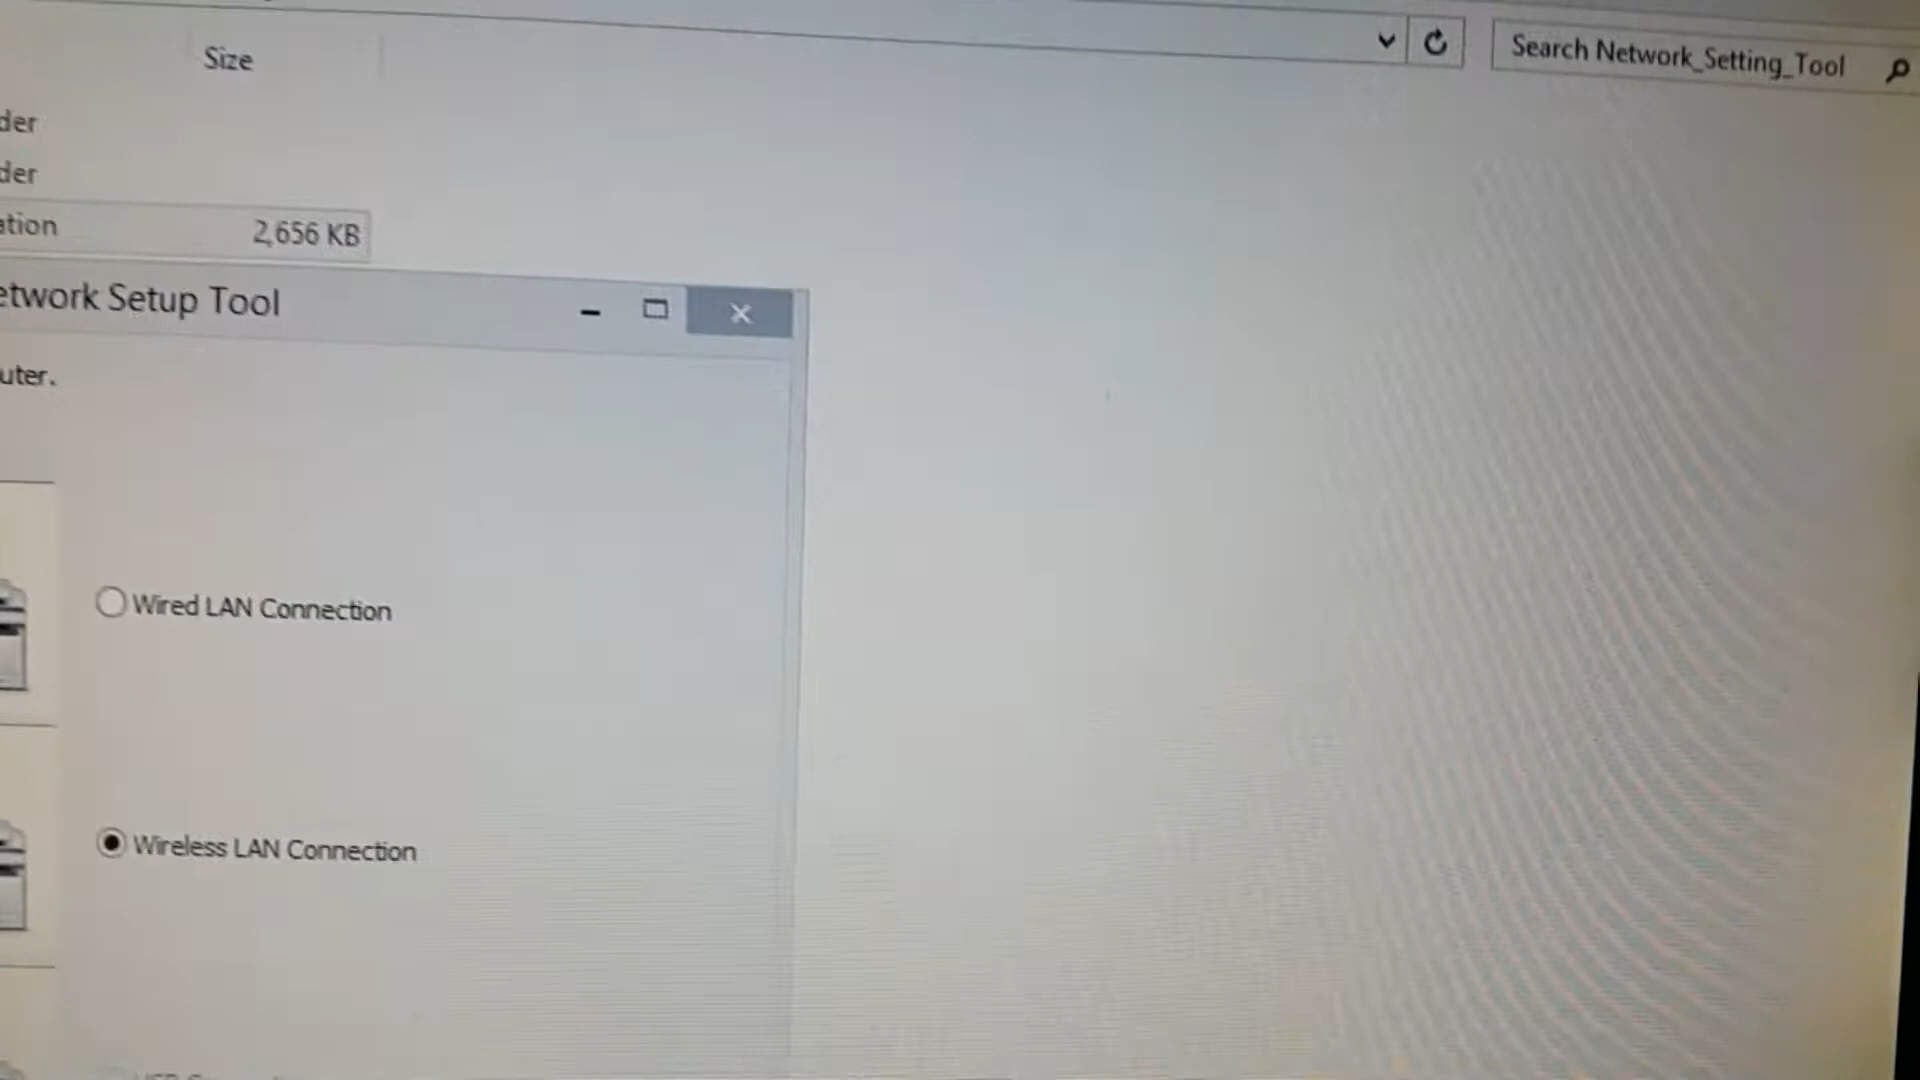 Search Network_Setting_Tool
Size
der
der
ation 2,656 KB
etwork Setup Tool
uter.
Wired LAN Connection
Wireless LAN Connection